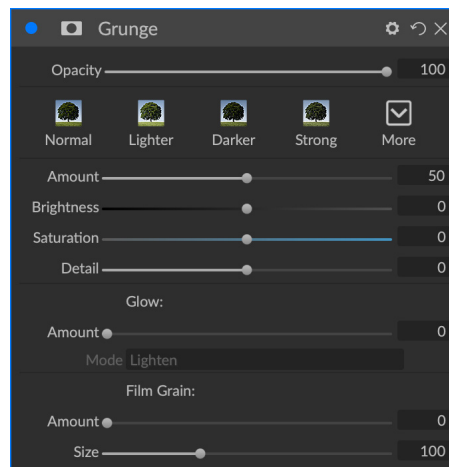 Grunge
Opacity 100
Normal Lighter Darker Strong More
Amount 50
Brightness 0
Saturation 0
Detail 0
Glow:
Amount 0
Mode Lighten
Film Grain:
Amount 0
Size 100